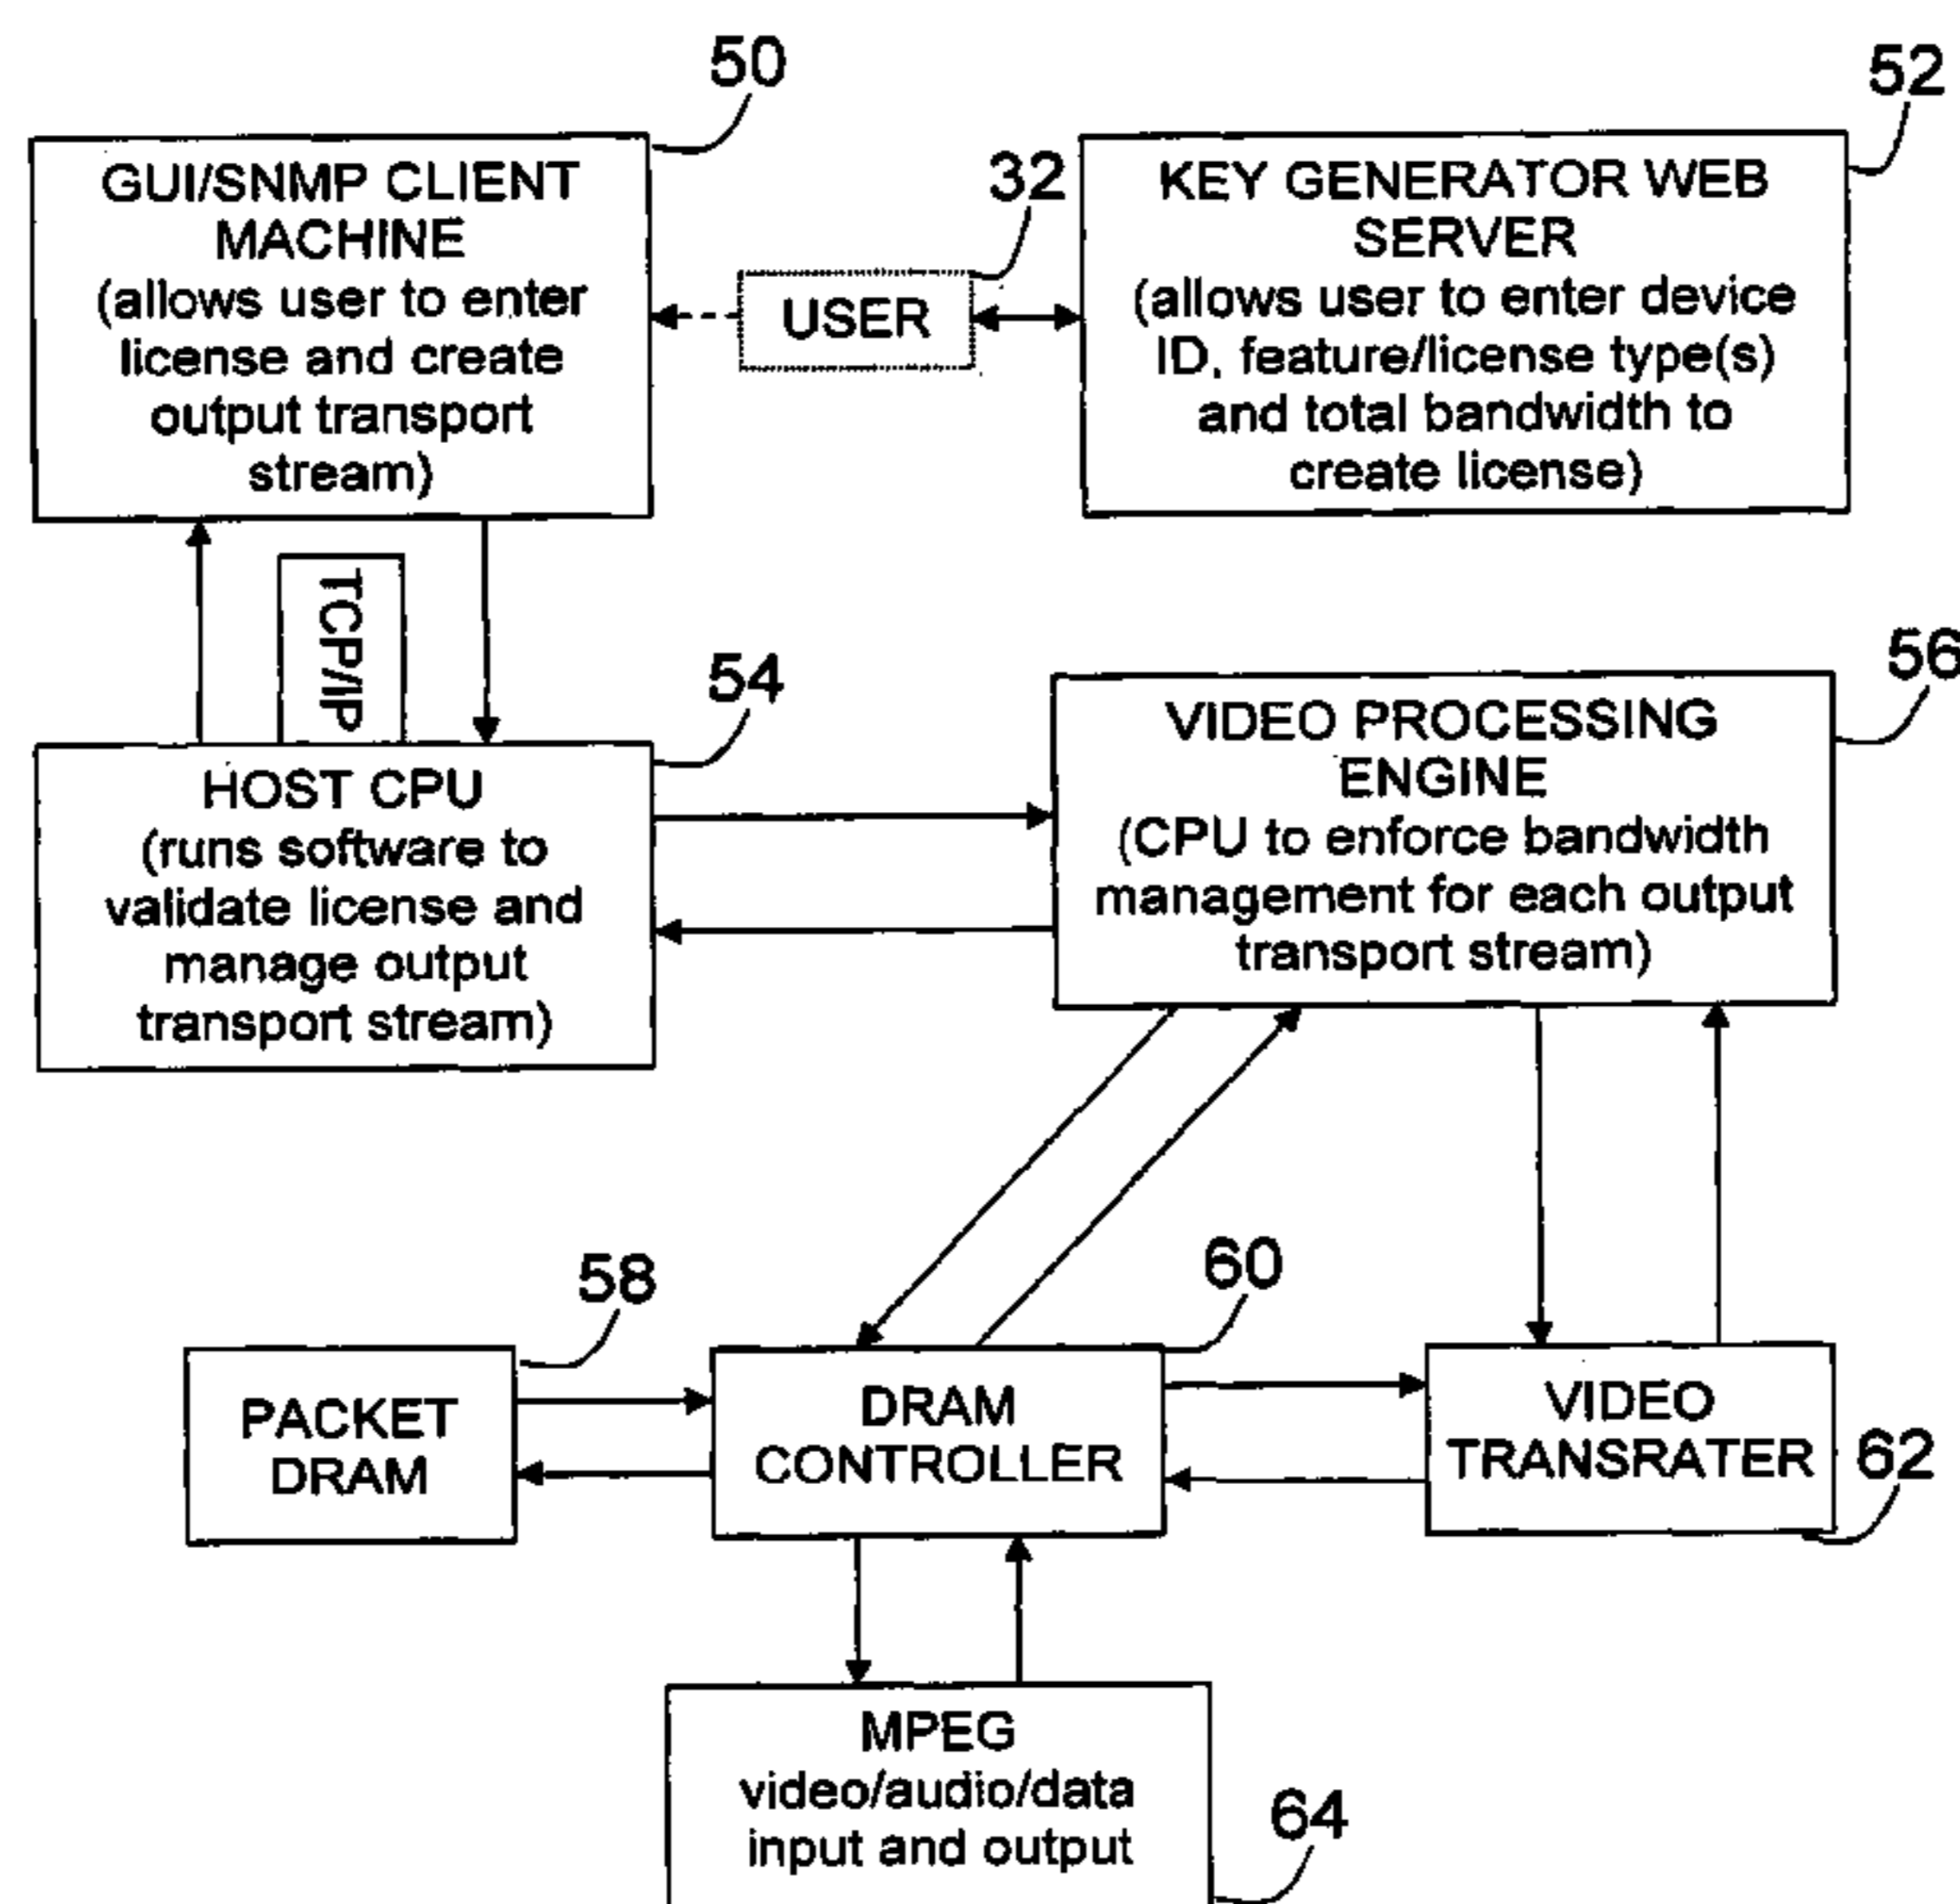 50
52
GUI/SNMP CLIENT
MACHINE
(allows user to enter
license and create
output transport
stream)
32
USER
KEY GENERATOR WEB
SERVER
(allows user to enter device
ID, feature/license type(s)
and total bandwidth to
create license)
TCP/IP
54
56
HOST CPU
(runs software to
validate license and
manage output
transport stream)
VIDEO PROCESSING
ENGINE
(CPU to enforce bandwidth
management for each output
transport stream)
58
60
PACKET
DRAM
DRAM
CONTROLLER
VIDEO
TRANSRATER
62
MPEG
video/audio/data
input and output
64